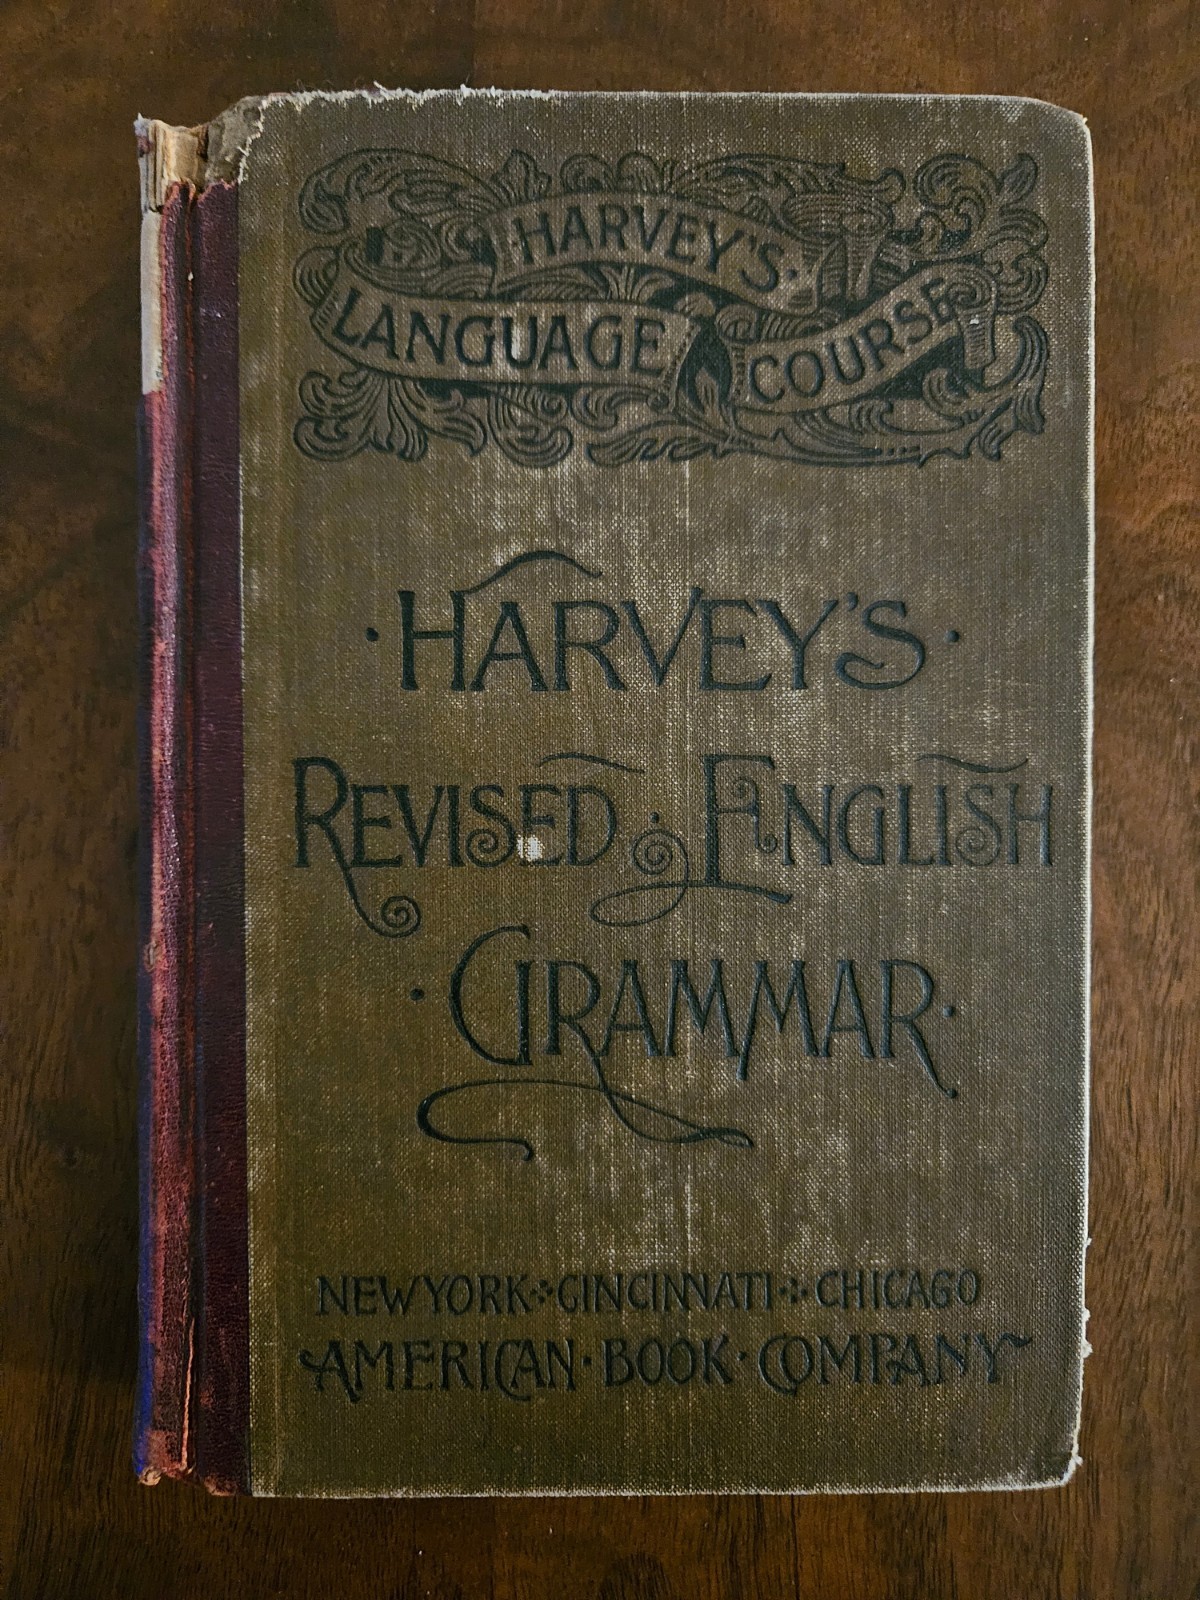 HARVEY'S
LANGUAGE COURSE
HARVEY'S
REVISED ENGLISH
GRAMMAR
NEW YORK CINCINNATI CHICAGO
AMERICAN · BOOK · COMPANY